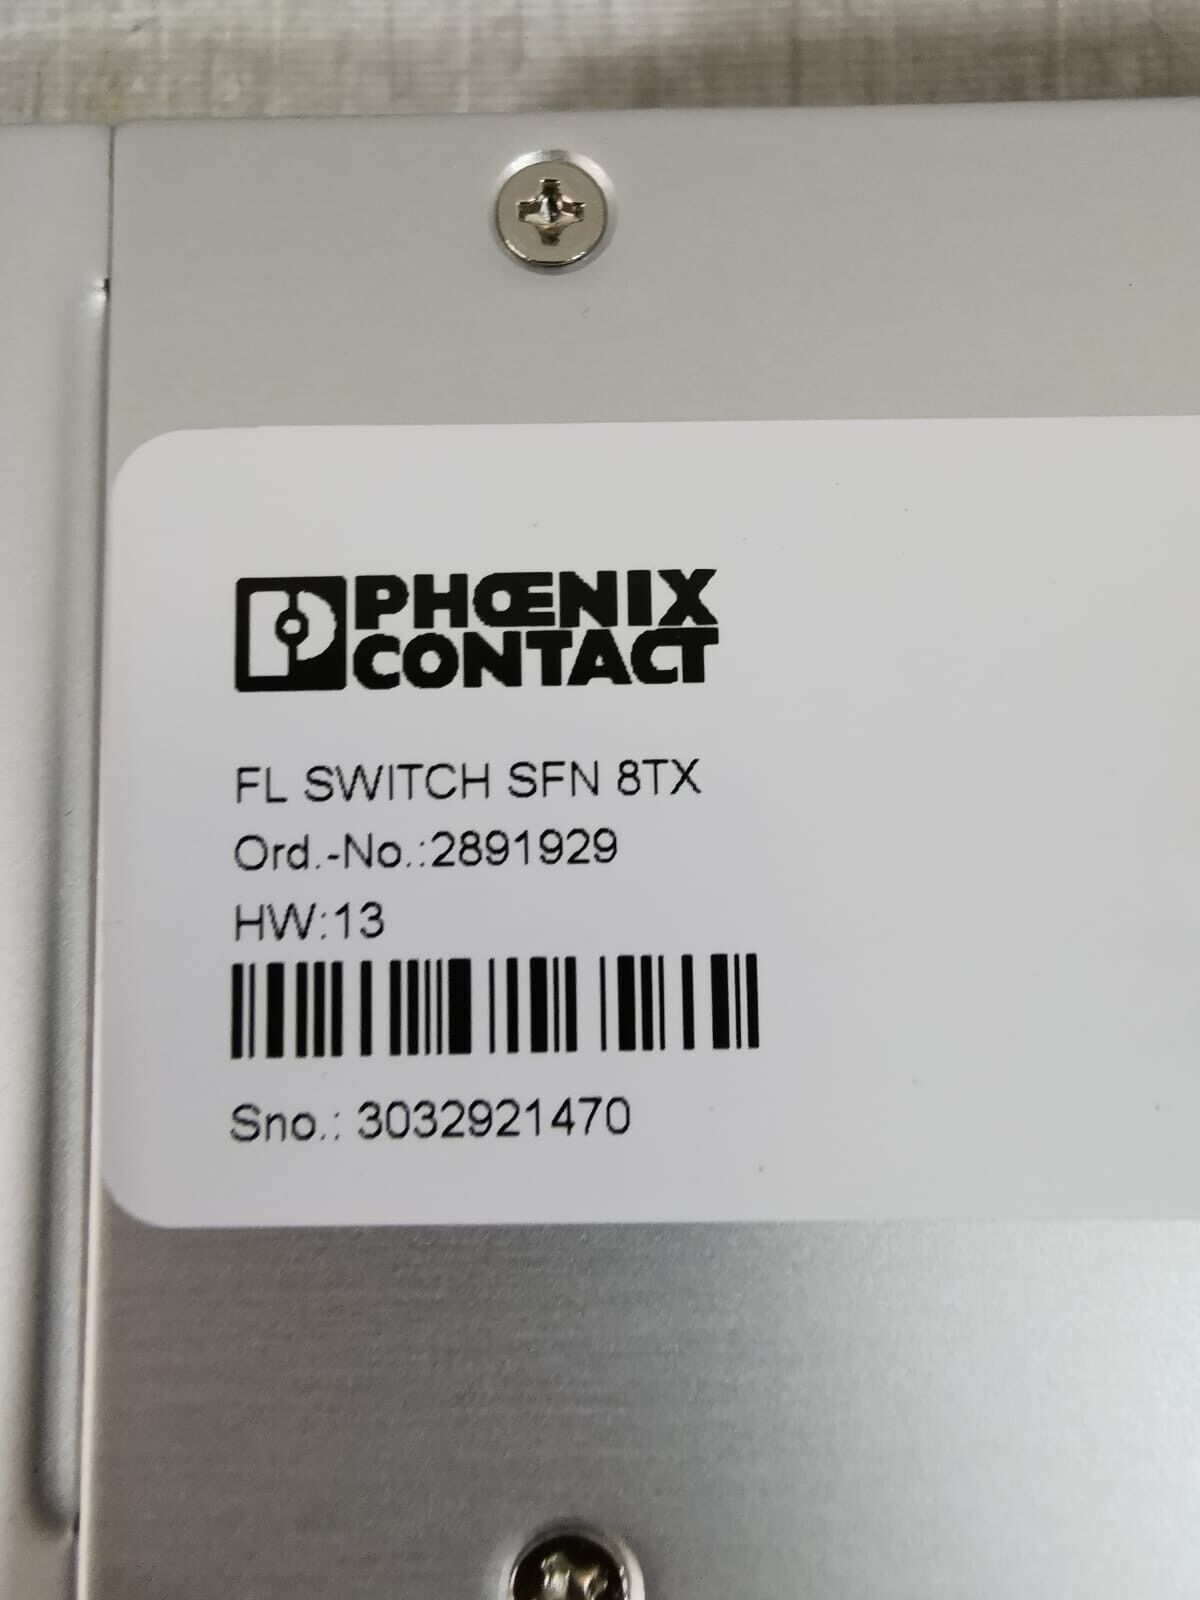 PHŒNIX
CONTACT
FL SWITCH SFN 8TX
Ord.-No.:2891929
HW:13
Sno.: 3032921470